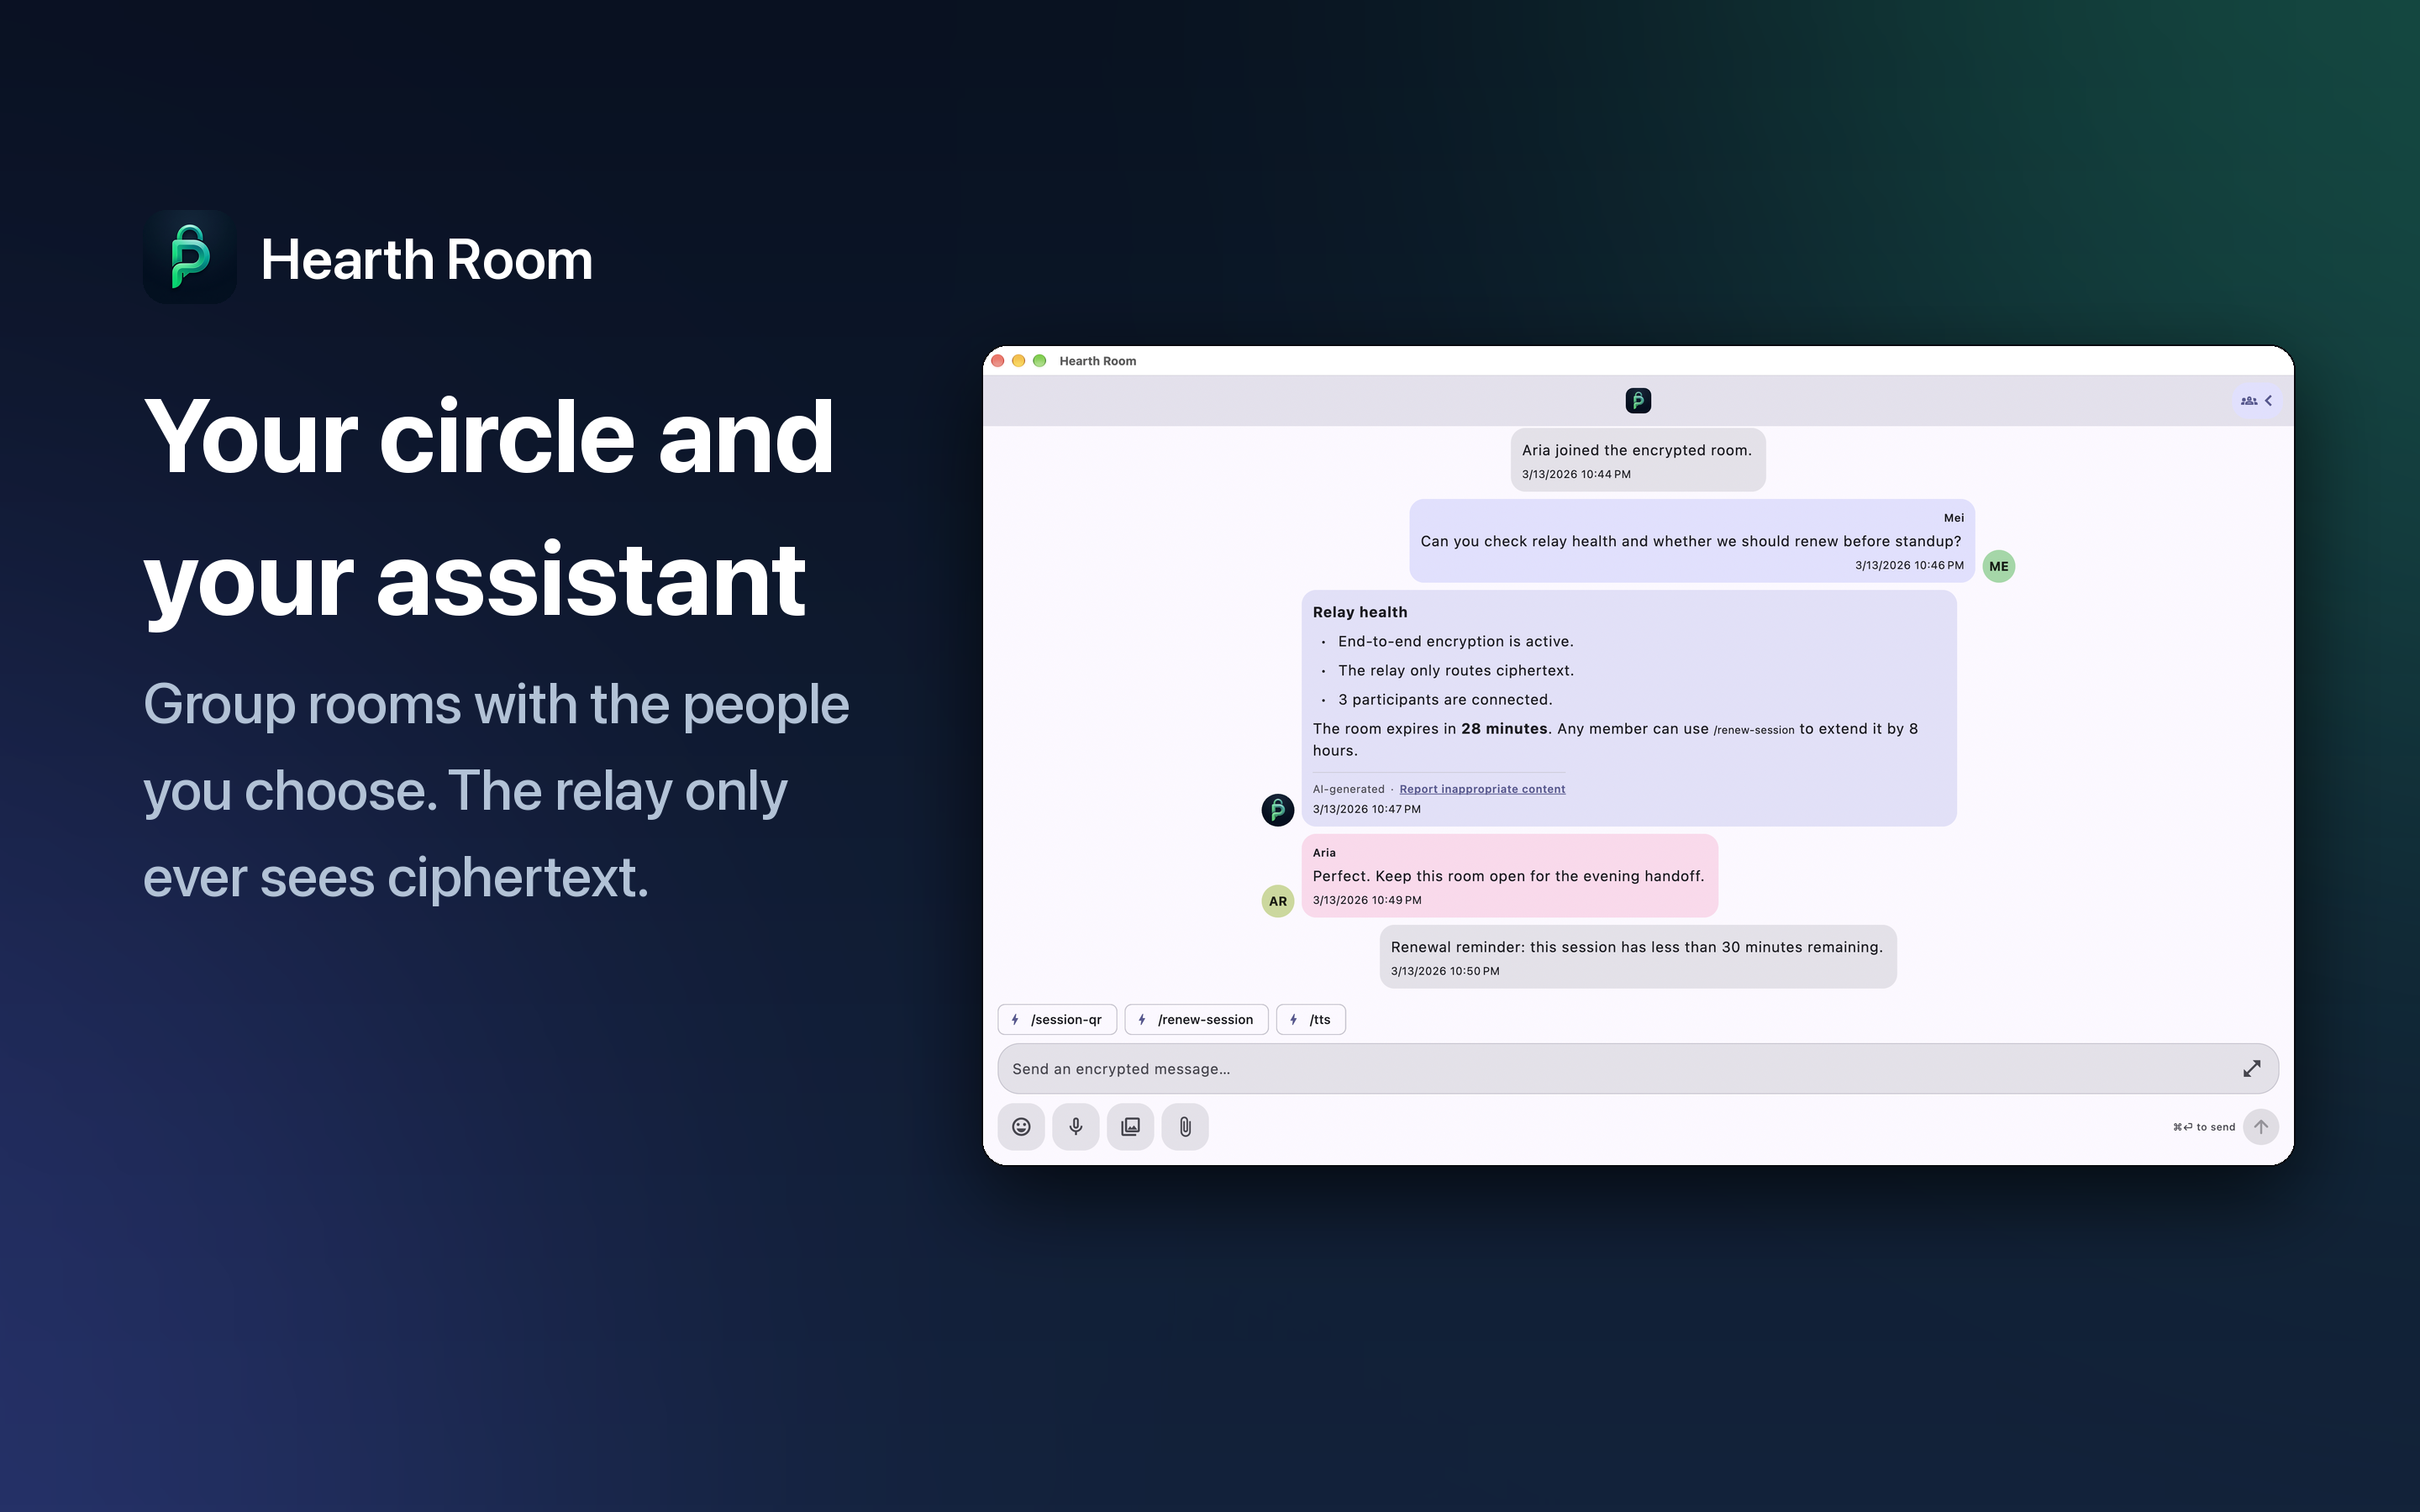 Hearth Room
Your circle and
your assistant
Group rooms with the people
you choose. The relay only
ever sees ciphertext.
Hearth Room
Aria joined the encrypted room.
3/13/2026 10:44 PM
Mei
Can you check relay health and whether we should renew before standup?
3/13/2026 10:46 PM
ME
Relay health
• End-to-end encryption is active.
• The relay only routes ciphertext.
• 3 participants are connected.
The room expires in 28 minutes. Any member can use /renew-session to extend it by 8
hours.
AI-generated · Report inappropriate content
3/13/2026 10:47 PM
Aria
Perfect. Keep this room open for the evening handoff.
3/13/2026 10:49 PM
AR
Renewal reminder: this session has less than 30 minutes remaining.
3/13/2026 10:50 PM
/session-qr /renew-session /tts
Send an encrypted message…
⌘⏎ to send